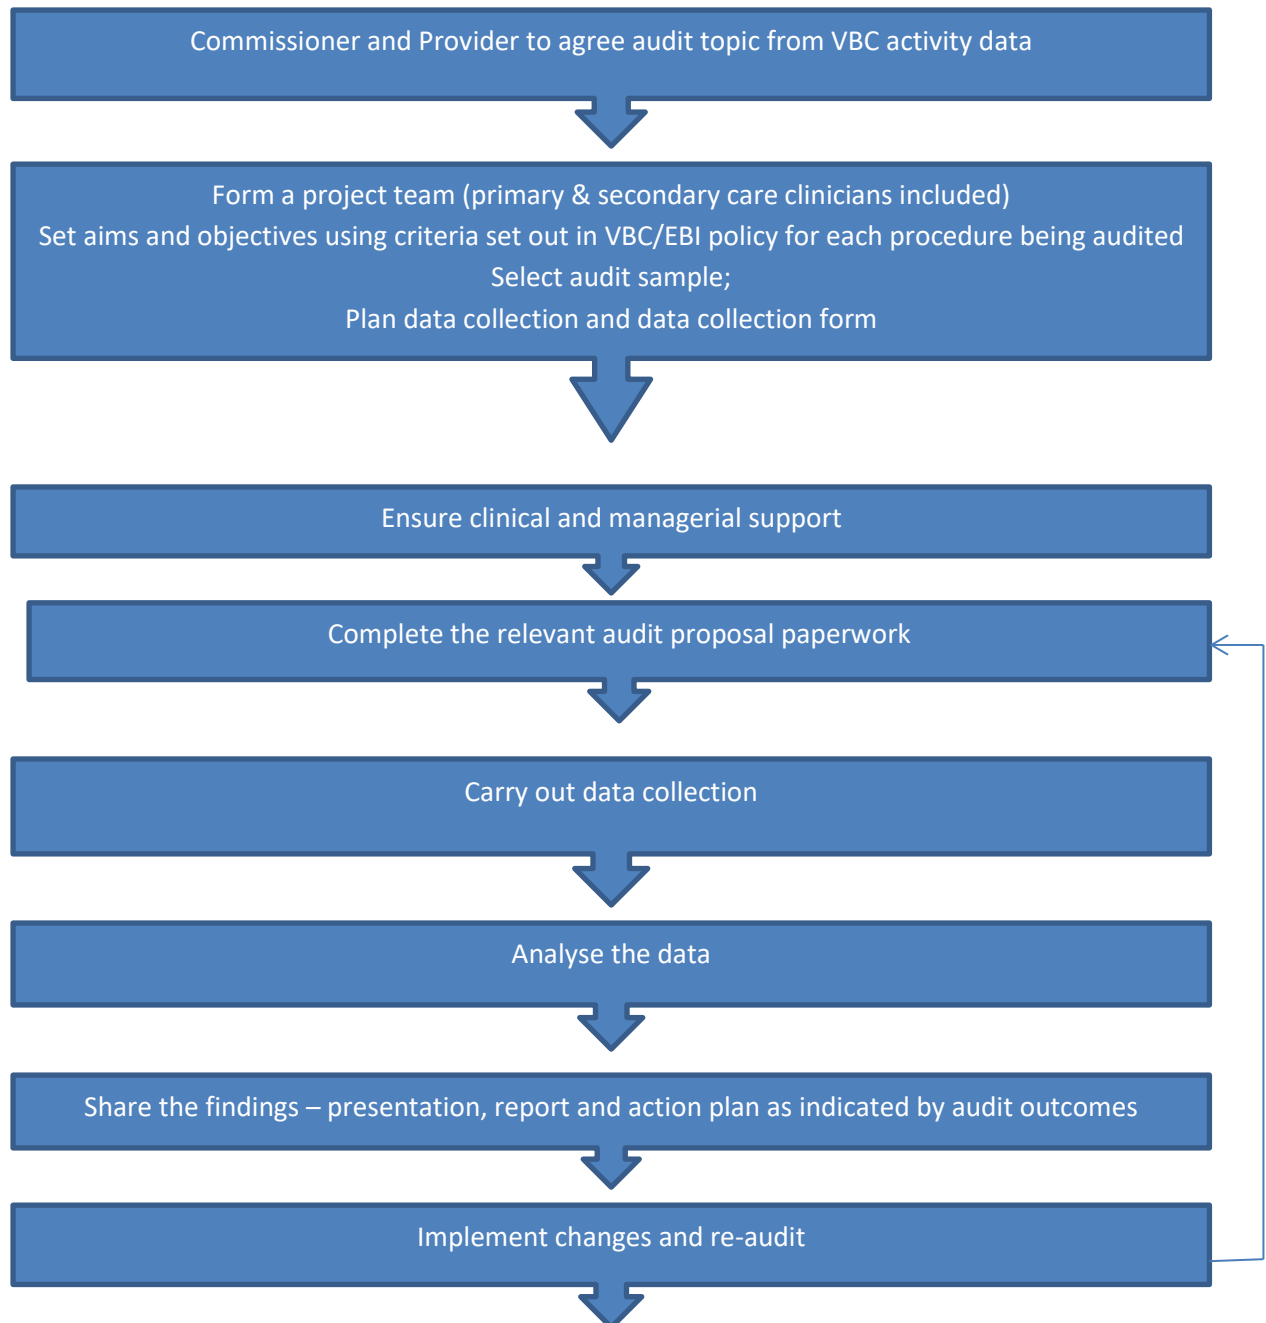 Commissioner and Provider to agree audit topic from VBC activity data
Form a project team (primary & secondary care clinicians included)
Set aims and objectives using criteria set out in VBC/EBI policy for each procedure being audited
Select audit sample;
Plan data collection and data collection form
Ensure clinical and managerial support
Complete the relevant audit proposal paperwork
Carry out data collection
Analyse the data
Share the findings – presentation, report and action plan as indicated by audit outcomes
Implement changes and re-audit